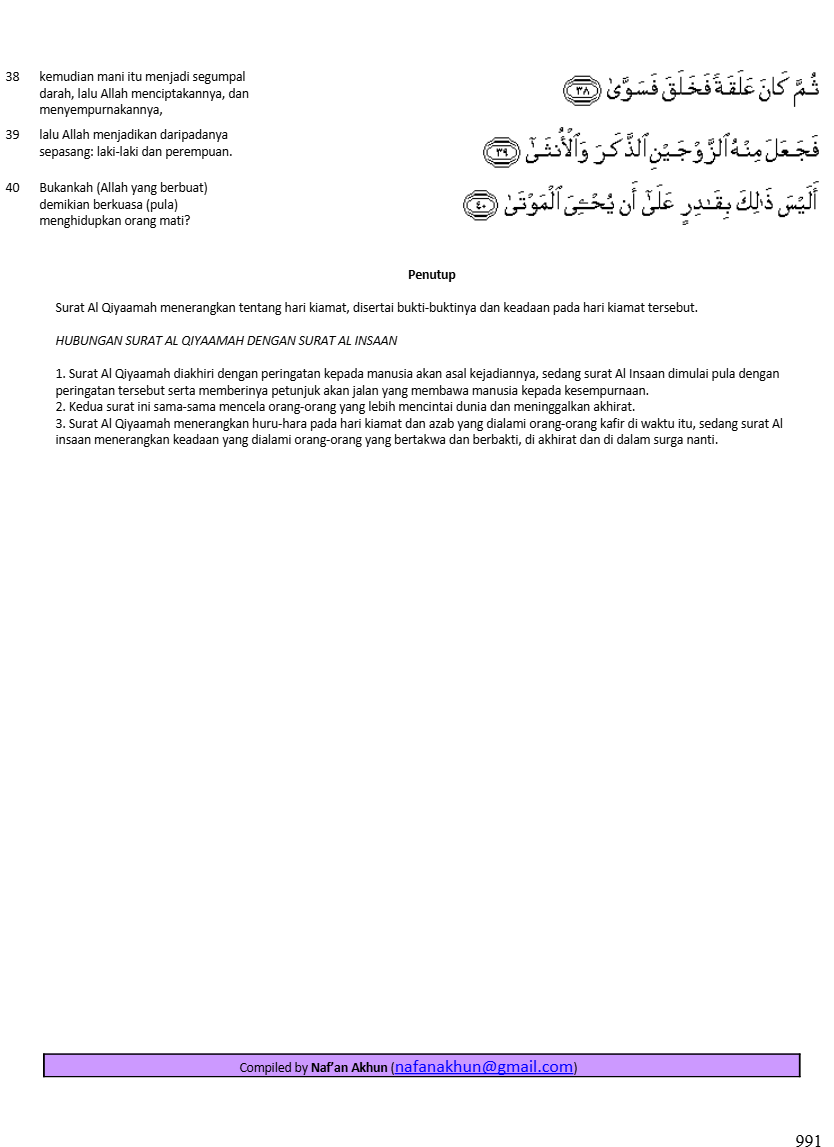 38 kemudian mani itu menjadi segumpal
darah, lalu Allah menciptakannya, dan
menyempurnakannya,
ثُمَّ كَانَ عَلَقَةً فَخَلَقَ فَسَوَّىٰ ٣٨
39 lalu Allah menjadikan daripadanya
sepasang: laki-laki dan perempuan.
فَجَعَلَ مِنْهُ ٱلزَّوْجَيْنِ ٱلذَّكَرَ وَٱلْأُنثَىٰٓ ٣٩
40 Bukankah (Allah yang berbuat)
demikian berkuasa (pula)
menghidupkan orang mati?
أَلَيْسَ ذَٰلِكَ بِقَـٰدِرٍ عَلَىٰٓ أَن يُحْـِۧىَ ٱلْمَوْتَىٰ ٤٠
Penutup
Surat Al Qiyaamah menerangkan tentang hari kiamat, disertai bukti-buktinya dan keadaan pada hari kiamat tersebut.
HUBUNGAN SURAT AL QIYAAMAH DENGAN SURAT AL INSAAN
1. Surat Al Qiyaamah diakhiri dengan peringatan kepada manusia akan asal kejadiannya, sedang surat Al Insaan dimulai pula dengan
peringatan tersebut serta memberinya petunjuk akan jalan yang membawa manusia kepada kesempurnaan.
2. Kedua surat ini sama-sama mencela orang-orang yang lebih mencintai dunia dan meninggalkan akhirat.
3. Surat Al Qiyaamah menerangkan huru-hara pada hari kiamat dan azab yang dialami orang-orang kafir di waktu itu, sedang surat Al
insaan menerangkan keadaan yang dialami orang-orang yang bertakwa dan berbakti, di akhirat dan di dalam surga nanti.
Compiled by Naf’an Akhun (nafanakhun@gmail.com)
991